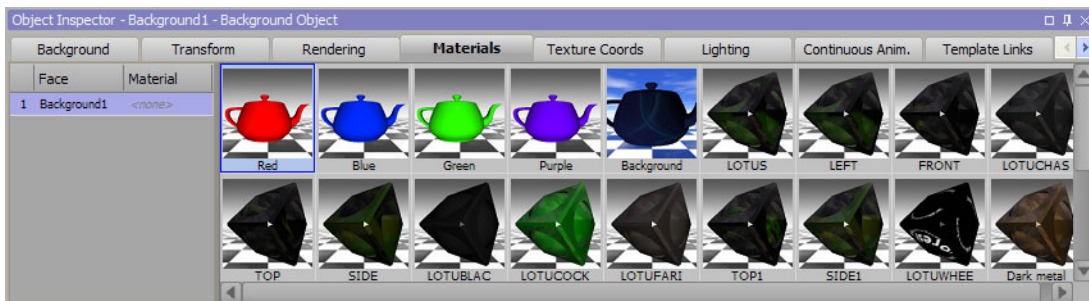 Object Inspector - Background1 - Background Object
Background Transform Rendering Materials Texture Coords Lighting Continuous Anim. Template Links
Face Material
1 Background1 <none>
Red Blue Green Purple Background LOTUS LEFT FRONT LOTUCHAS
TOP SIDE LOTUBLAC LOTUCOCK LOTUFARI TOP1 SIDE1 LOTUWHEE Dark metal